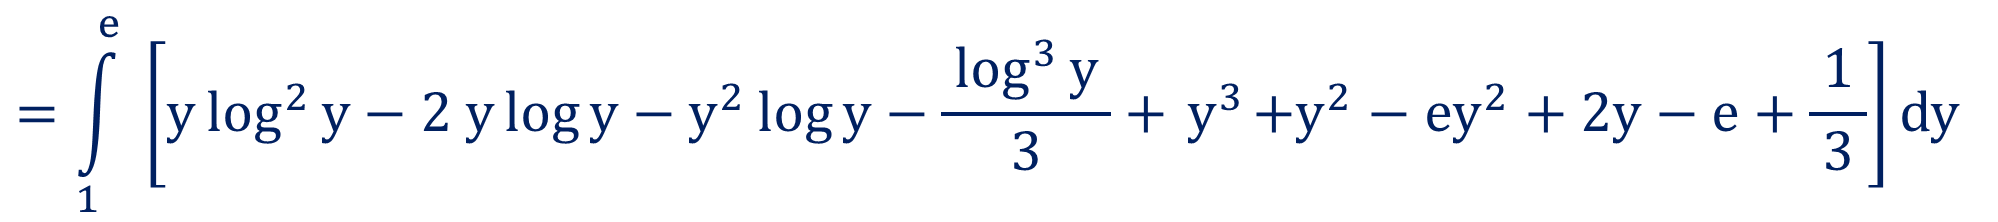 = ∫₁ᵉ [y log² y − 2 y log y − y² log y − (log³ y)/3 + y³ +y² − ey² + 2y − e + 1/3] dy